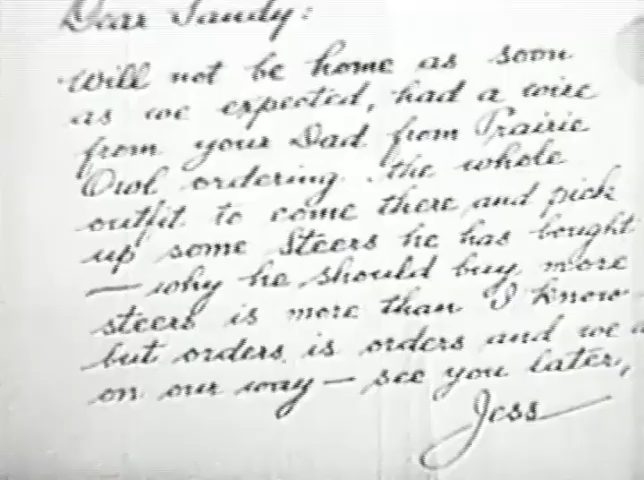 Dear Sandy:
Will not be home as soon
as we expected, had a wire
from your Dad from Prairie
Owl ordering the whole
outfit to come there and pick
up some Steers he has bought
— why he should buy more
steers is more than I know
but orders is orders and we
on our way — see you later,
Jess